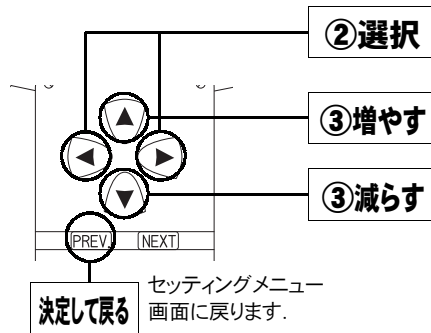 ②選択
③増やす
③減らす
PREV.
NEXT
決定して戻る
セッティングメニュー
画面に戻ります.